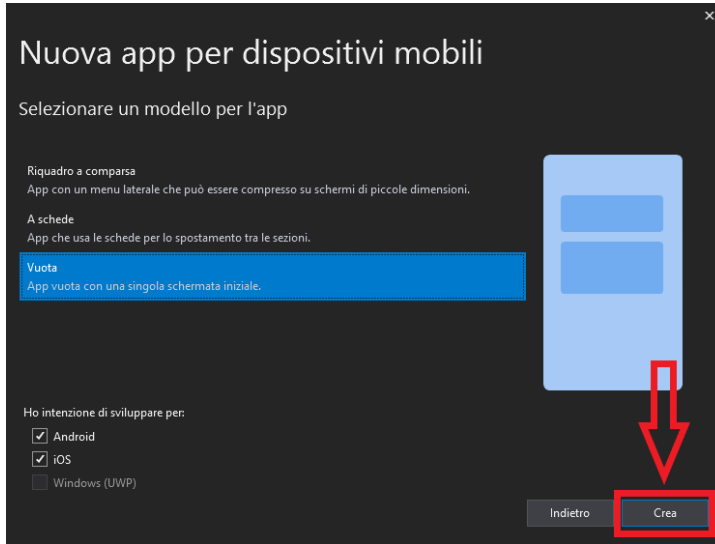 Nuova app per dispositivi mobili
Selezionare un modello per l'app
Riquadro a comparsa
App con un menu laterale che può essere compresso su schermi di piccole dimensioni.
A schede
App che usa le schede per lo spostamento tra le sezioni.
Vuota
App vuota con una singola schermata iniziale.
Ho intenzione di sviluppare per:
Android
iOS
Windows (UWP)
Indietro
Crea